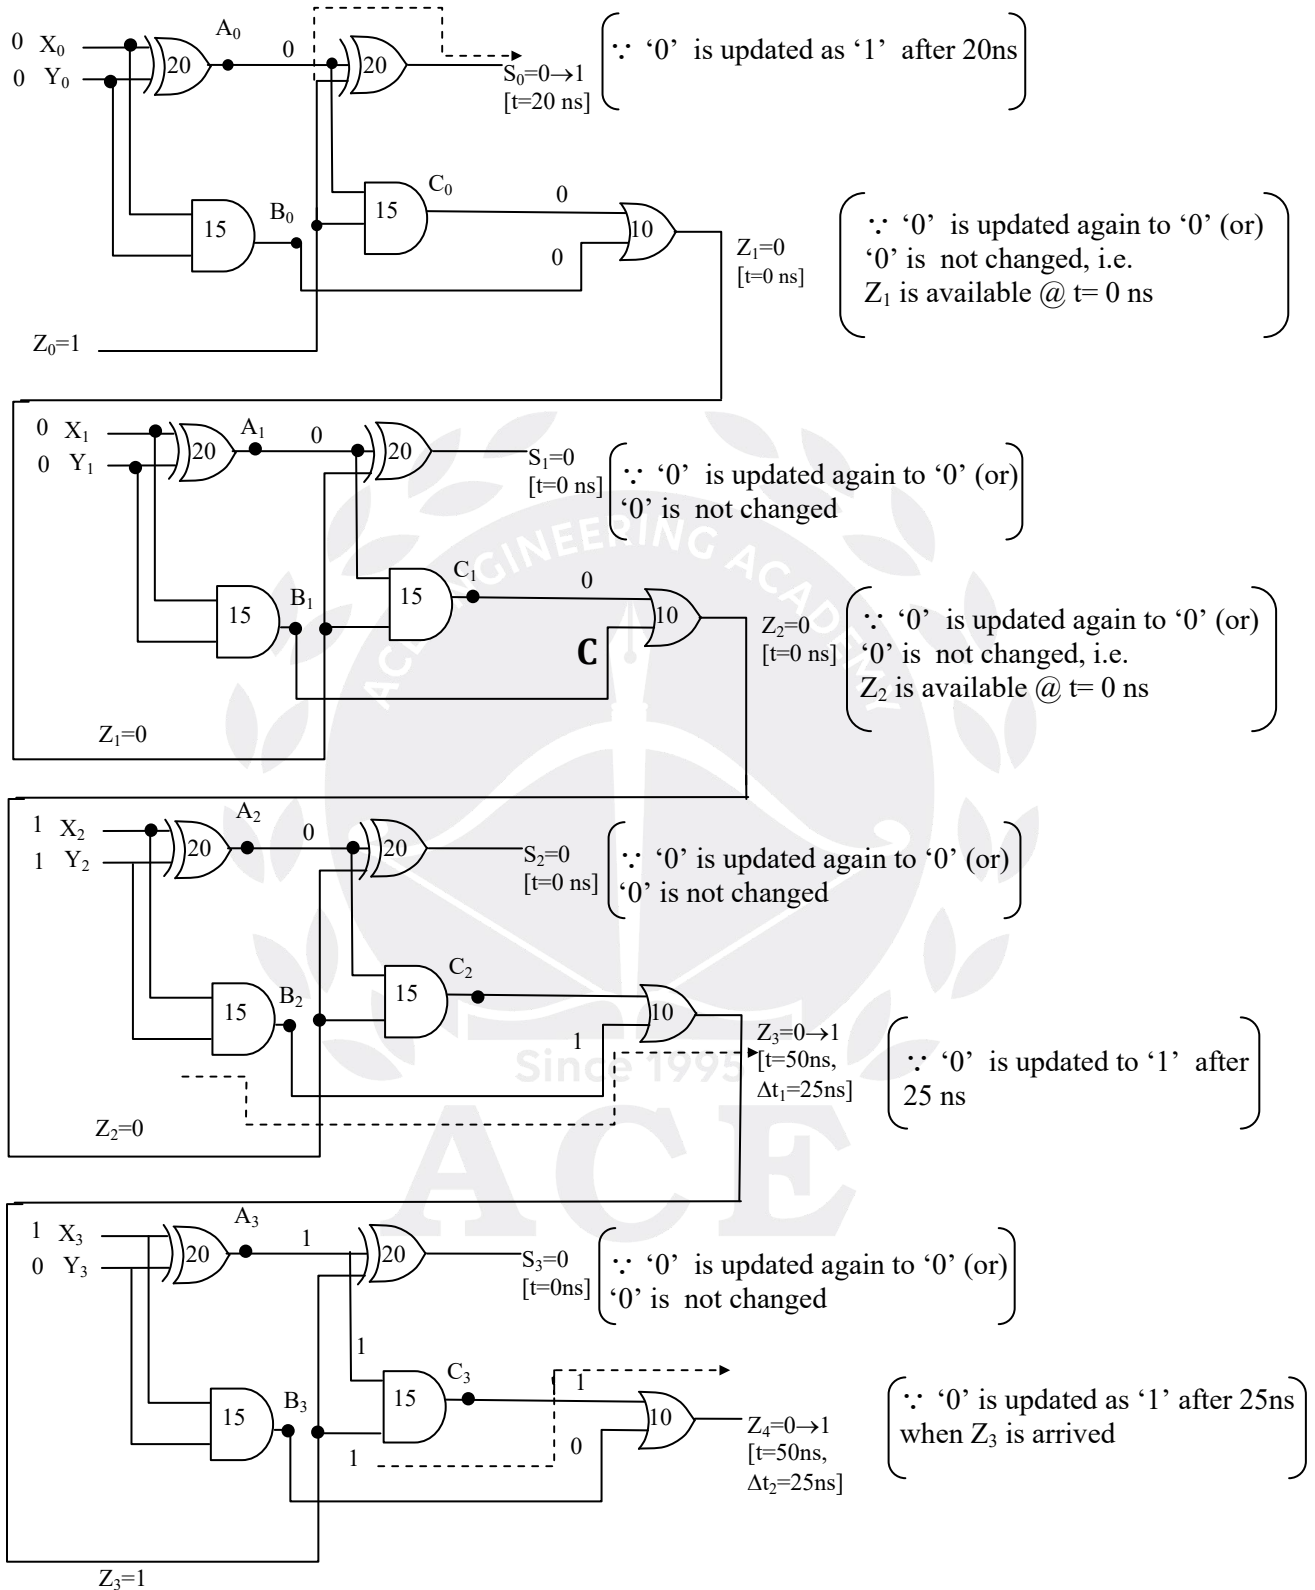 0 X₀ A₀ 0
20 20
0 Y₀
S₀=0→1
[t=20 ns]
∵ ‘0’ is updated as ‘1’ after 20ns
15 B₀ 15 C₀ 0
0 10
Z₁=0
[t=0 ns]
∵ ‘0’ is updated again to ‘0’ (or)
‘0’ is not changed, i.e.
Z₁ is available @ t= 0 ns
Z₀=1
0 X₁ A₁ 0
20 20
0 Y₁
S₁=0
[t=0 ns]
∵ ‘0’ is updated again to ‘0’ (or)
‘0’ is not changed
15 B₁ 15 C₁ 0
C 10
Z₂=0
[t=0 ns]
∵ ‘0’ is updated again to ‘0’ (or)
‘0’ is not changed, i.e.
Z₂ is available @ t= 0 ns
Z₁=0
ACE ENGINEERING ACADEMY
1 X₂ A₂ 0
20 20
1 Y₂
S₂=0
[t=0 ns]
∵ ‘0’ is updated again to ‘0’ (or)
‘0’ is not changed
15 B₂ 15 C₂
1 10
Z₃=0→1
[t=50ns,
Δt₁=25ns]
∵ ‘0’ is updated to ‘1’ after
25 ns
Since 1995
Z₂=0
ACE
1 X₃ A₃ 1
20 20
0 Y₃
S₃=0
[t=0ns]
∵ ‘0’ is updated again to ‘0’ (or)
‘0’ is not changed
1
15 B₃ 15 C₃ 1
1 0 10
Z₄=0→1
[t=50ns,
Δt₂=25ns]
∵ ‘0’ is updated as ‘1’ after 25ns
when Z₃ is arrived
Z₃=1